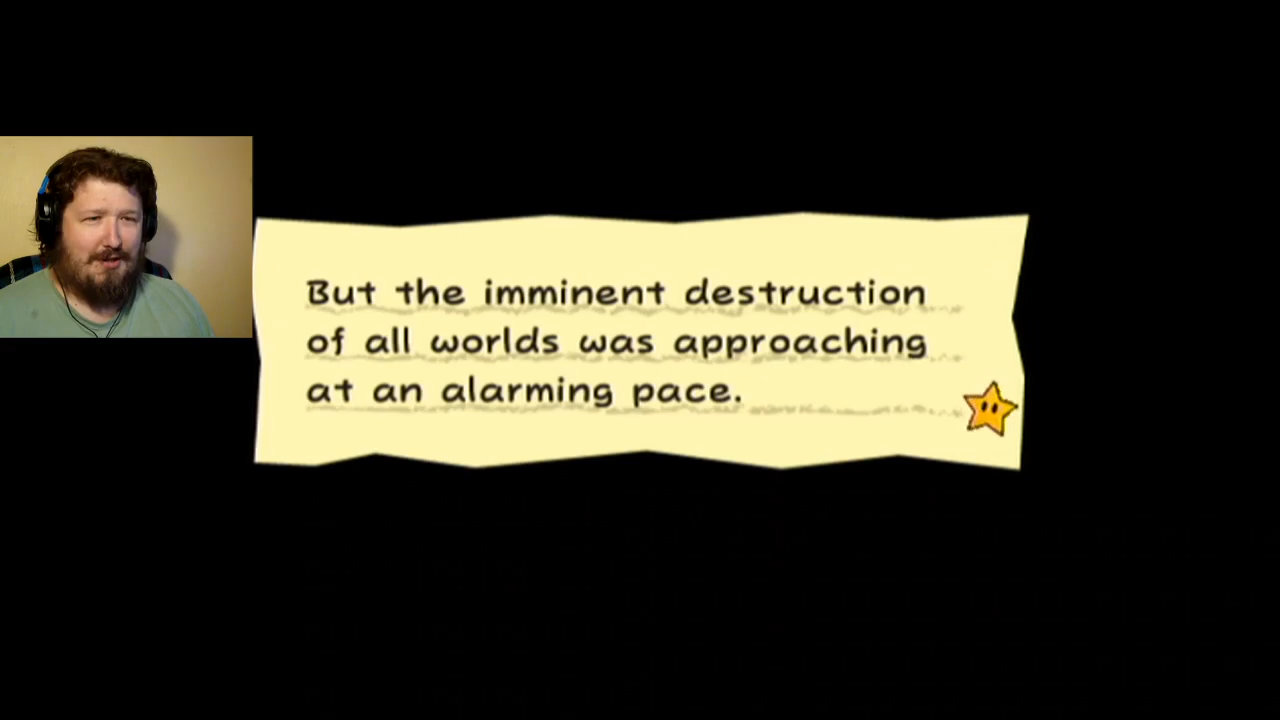 But the imminent destruction
of all worlds was approaching
at an alarming pace.